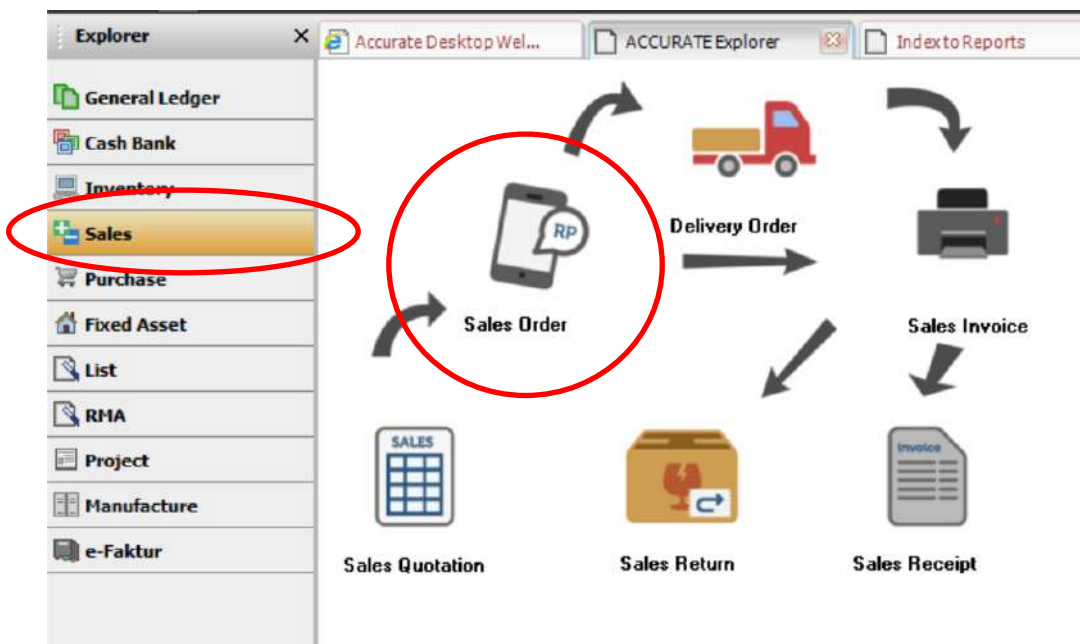 Explorer
Accurate Desktop Wel...
ACCURATE Explorer
Index to Reports
General Ledger
Cash Bank
Inventory
Sales
Purchase
Fixed Asset
List
RMA
Project
Manufacture
e-Faktur
RP
Delivery Order
Sales Order
Sales Invoice
SALES
Invoice
Sales Quotation
Sales Return
Sales Receipt